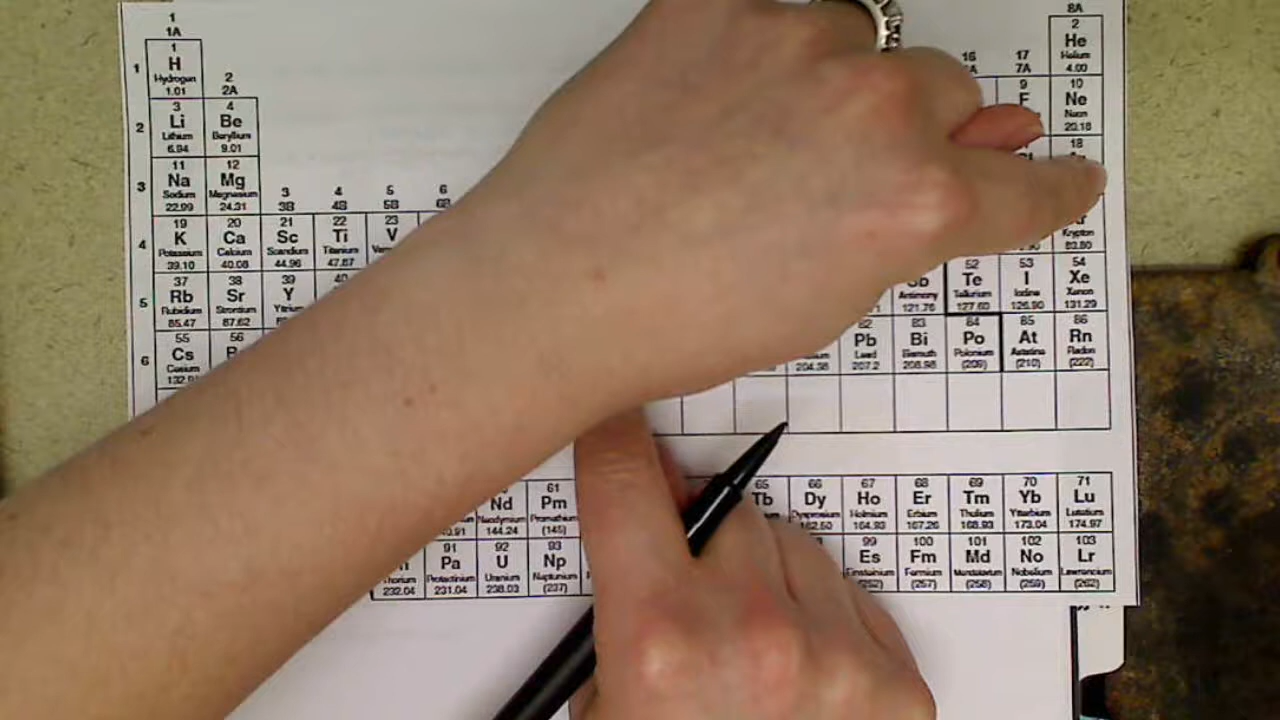 1 8A
1A 2
1 H He
1 Hydrogen 2 16 17 Helium
1.01 2A 7A 4.00
3 4 9 10
2 Li Be F Ne
Lithium Beryllium Neon
6.94 9.01 20.18
11 12 18
3 Na Mg 3 4 5 6
Sodium Magnesium
22.99 24.31 3B 4B 5B 6B
19 20 21 22 23
4 K Ca Sc Ti V
Potassium Calcium Scandium Titanium Krypton
39.10 40.08 44.96 47.87 83.80
37 38 39 40 52 53 54
5 Rb Sr Y Sb Te I Xe
Rubidium Strontium Antimony Tellurium Iodine Xenon
85.47 87.62 121.76 127.60 126.90 131.29
55 56 82 83 84 85 86
6 Cs Pb Bi Po At Rn
Cesium Lead Bismuth Polonium Astatine Radon
204.38 207.2 208.98 (209) (210) (222)
61 65 66 67 68 69 70 71
Nd Pm Tb Dy Ho Er Tm Yb Lu
Neodymium Promethium Dysprosium Holmium Erbium Thulium Ytterbium Lutetium
144.24 (145) 162.50 164.93 167.26 168.93 173.04 174.97
91 92 93 99 100 101 102 103
Pa U Np Es Fm Md No Lr
Thorium Protactinium Uranium Neptunium Einsteinium Fermium Mendelevium Nobelium Lawrencium
232.04 231.04 238.03 (237) (252) (257) (258) (259) (262)